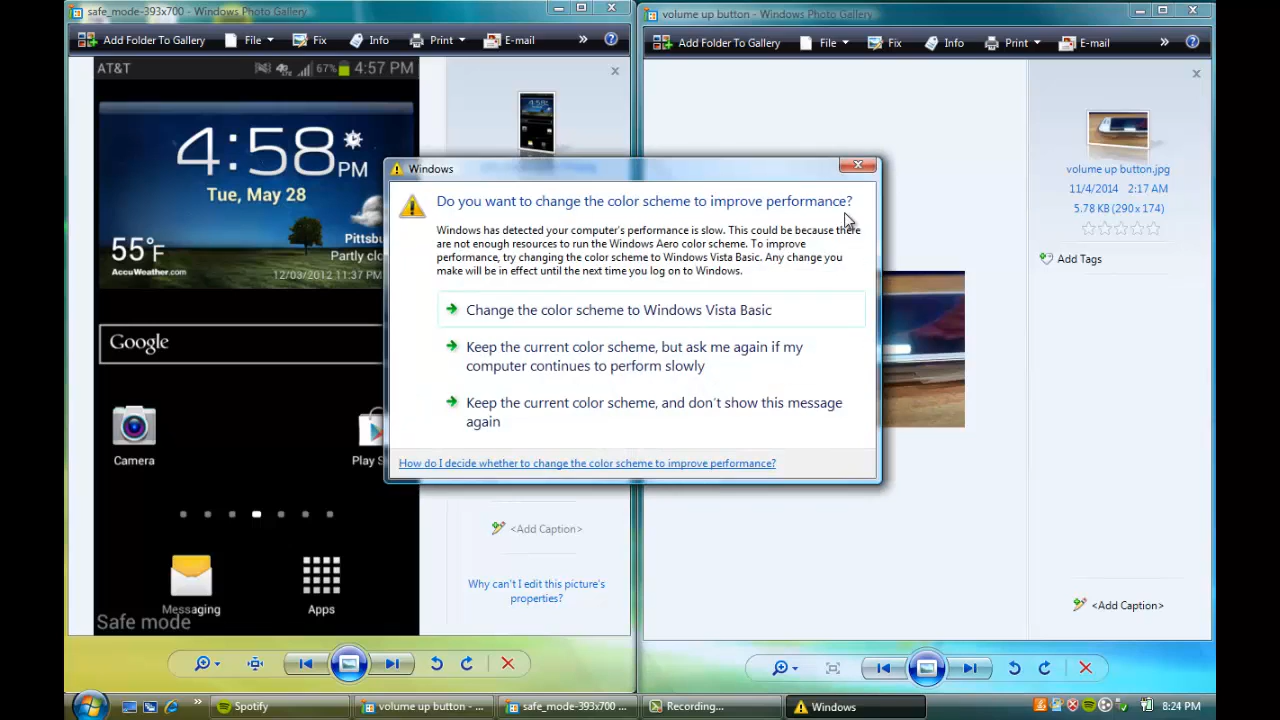 safe_mode-393x700 - Windows Photo Gallery
Add Folder To Gallery File Fix Info Print E-mail »
AT&T 67% 4:57 PM
4:58 PM
Tue, May 28
55°F
Pittsbu
Partly clo
AccuWeather.com
12/03/2012 11:37 PM
Google
Camera
Play S
Messaging
Apps
Safe mode
<Add Caption>
Why can't I edit this picture's
properties?
volume up button - Windows Photo Gallery
Add Folder To Gallery File Fix Info Print E-mail »
volume up button.jpg
11/4/2014 2:17 AM
5.78 KB (290x174)
Add Tags
<Add Caption>
Windows
Do you want to change the color scheme to improve performance?
Windows has detected your computer's performance is slow. This could be because there
are not enough resources to run the Windows Aero color scheme. To improve
performance, try changing the color scheme to Windows Vista Basic. Any change you
make will be in effect until the next time you log on to Windows.
Change the color scheme to Windows Vista Basic
Keep the current color scheme, but ask me again if my
computer continues to perform slowly
Keep the current color scheme, and don't show this message
again
How do I decide whether to change the color scheme to improve performance?
» Spotify volume up button - ... safe_mode-393x700 ... Recording... Windows 8:24 PM